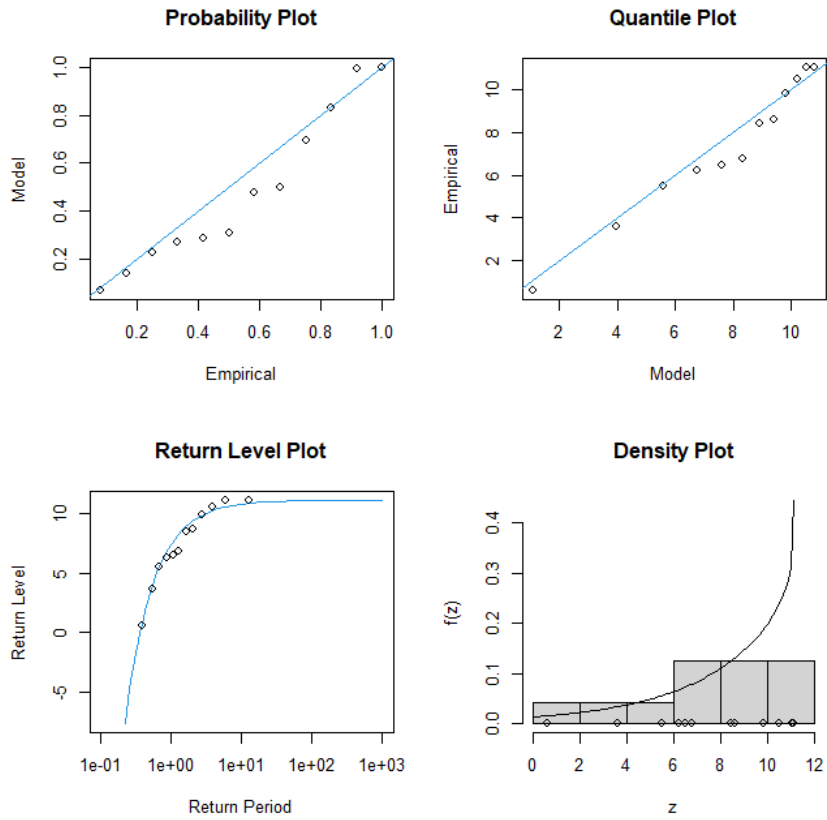 Probability Plot
Model
0.2 0.4 0.6 0.8 1.0
0.2 0.4 0.6 0.8 1.0
Empirical
Quantile Plot
Empirical
2 4 6 8 10
2 4 6 8 10
Model
Return Level Plot
Return Level
-5 0 5 10
1e-01 1e+00 1e+01 1e+02 1e+03
Return Period
Density Plot
f(z)
0.0 0.1 0.2 0.3 0.4
0 2 4 6 8 10 12
z